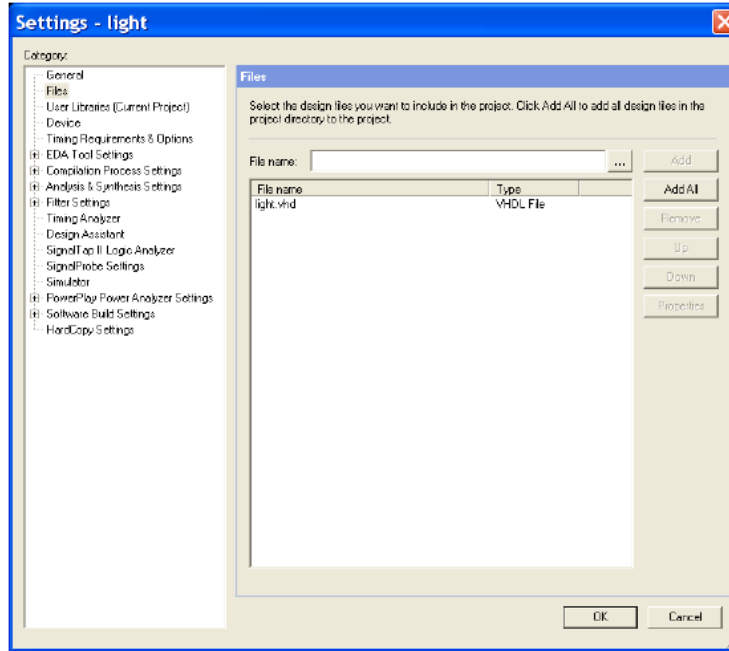 Settings - light
Category:
General
Files
User Libraries (Current Project)
Device
Timing Requirements & Options
EDA Tool Settings
Compilation Process Settings
Analysis & Synthesis Settings
Fitter Settings
Timing Analyzer
Design Assistant
SignalTap II Logic Analyzer
SignalProbe Settings
Simulator
PowerPlay Power Analyzer Settings
Software Build Settings
HardCopy Settings
Files
Select the design files you want to include in the project. Click Add All to add all design files in the
project directory to the project.
File name: ... Add
File name Type Add All
light.vhd VHDL File
Remove
Up
Down
Properties
OK Cancel